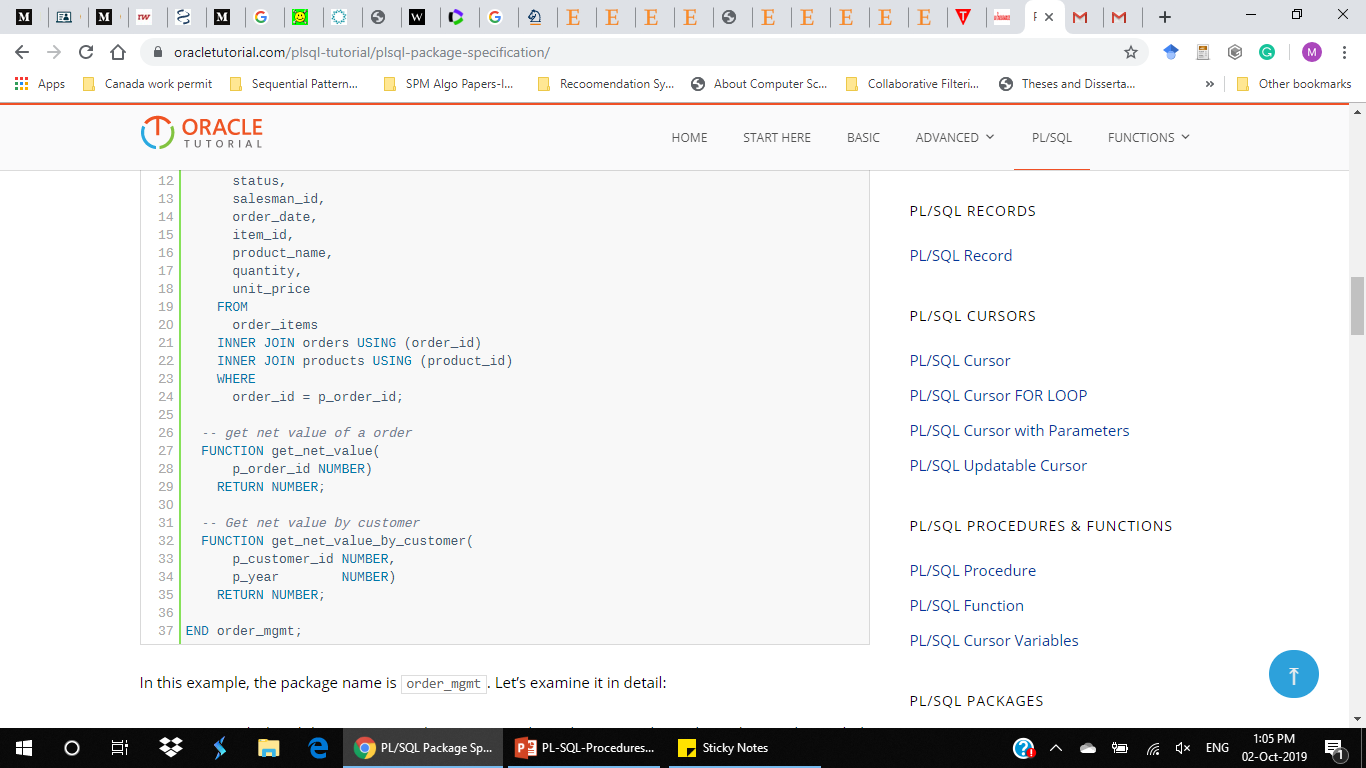 oracletutorial.com/plsql-tutorial/plsql-package-specification/
M
Apps
Canada work permit
Sequential Pattern...
SPM Algo Papers-I...
Recoomendation Sy...
About Computer Sc...
Collaborative Filteri...
Theses and Disserta...
»
Other bookmarks
ORACLE
TUTORIAL
HOME
START HERE
BASIC
ADVANCED
PL/SQL
FUNCTIONS
12 status,
13 salesman_id,
14 order_date,
15 item_id,
16 product_name,
17 quantity,
18 unit_price
19 FROM
20 order_items
21 INNER JOIN orders USING (order_id)
22 INNER JOIN products USING (product_id)
23 WHERE
24 order_id = p_order_id;
25
26 -- get net value of a order
27 FUNCTION get_net_value(
28 p_order_id NUMBER)
29 RETURN NUMBER;
30
31 -- Get net value by customer
32 FUNCTION get_net_value_by_customer(
33 p_customer_id NUMBER,
34 p_year NUMBER)
35 RETURN NUMBER;
36
37 END order_mgmt;
In this example, the package name is order_mgmt . Let's examine it in detail:
PL/SQL RECORDS
PL/SQL Record
PL/SQL CURSORS
PL/SQL Cursor
PL/SQL Cursor FOR LOOP
PL/SQL Cursor with Parameters
PL/SQL Updatable Cursor
PL/SQL PROCEDURES & FUNCTIONS
PL/SQL Procedure
PL/SQL Function
PL/SQL Cursor Variables
PL/SQL PACKAGES
PL/SQL Package Sp...
PL-SQL-Procedures...
Sticky Notes
ENG
1:05 PM
02-Oct-2019
1